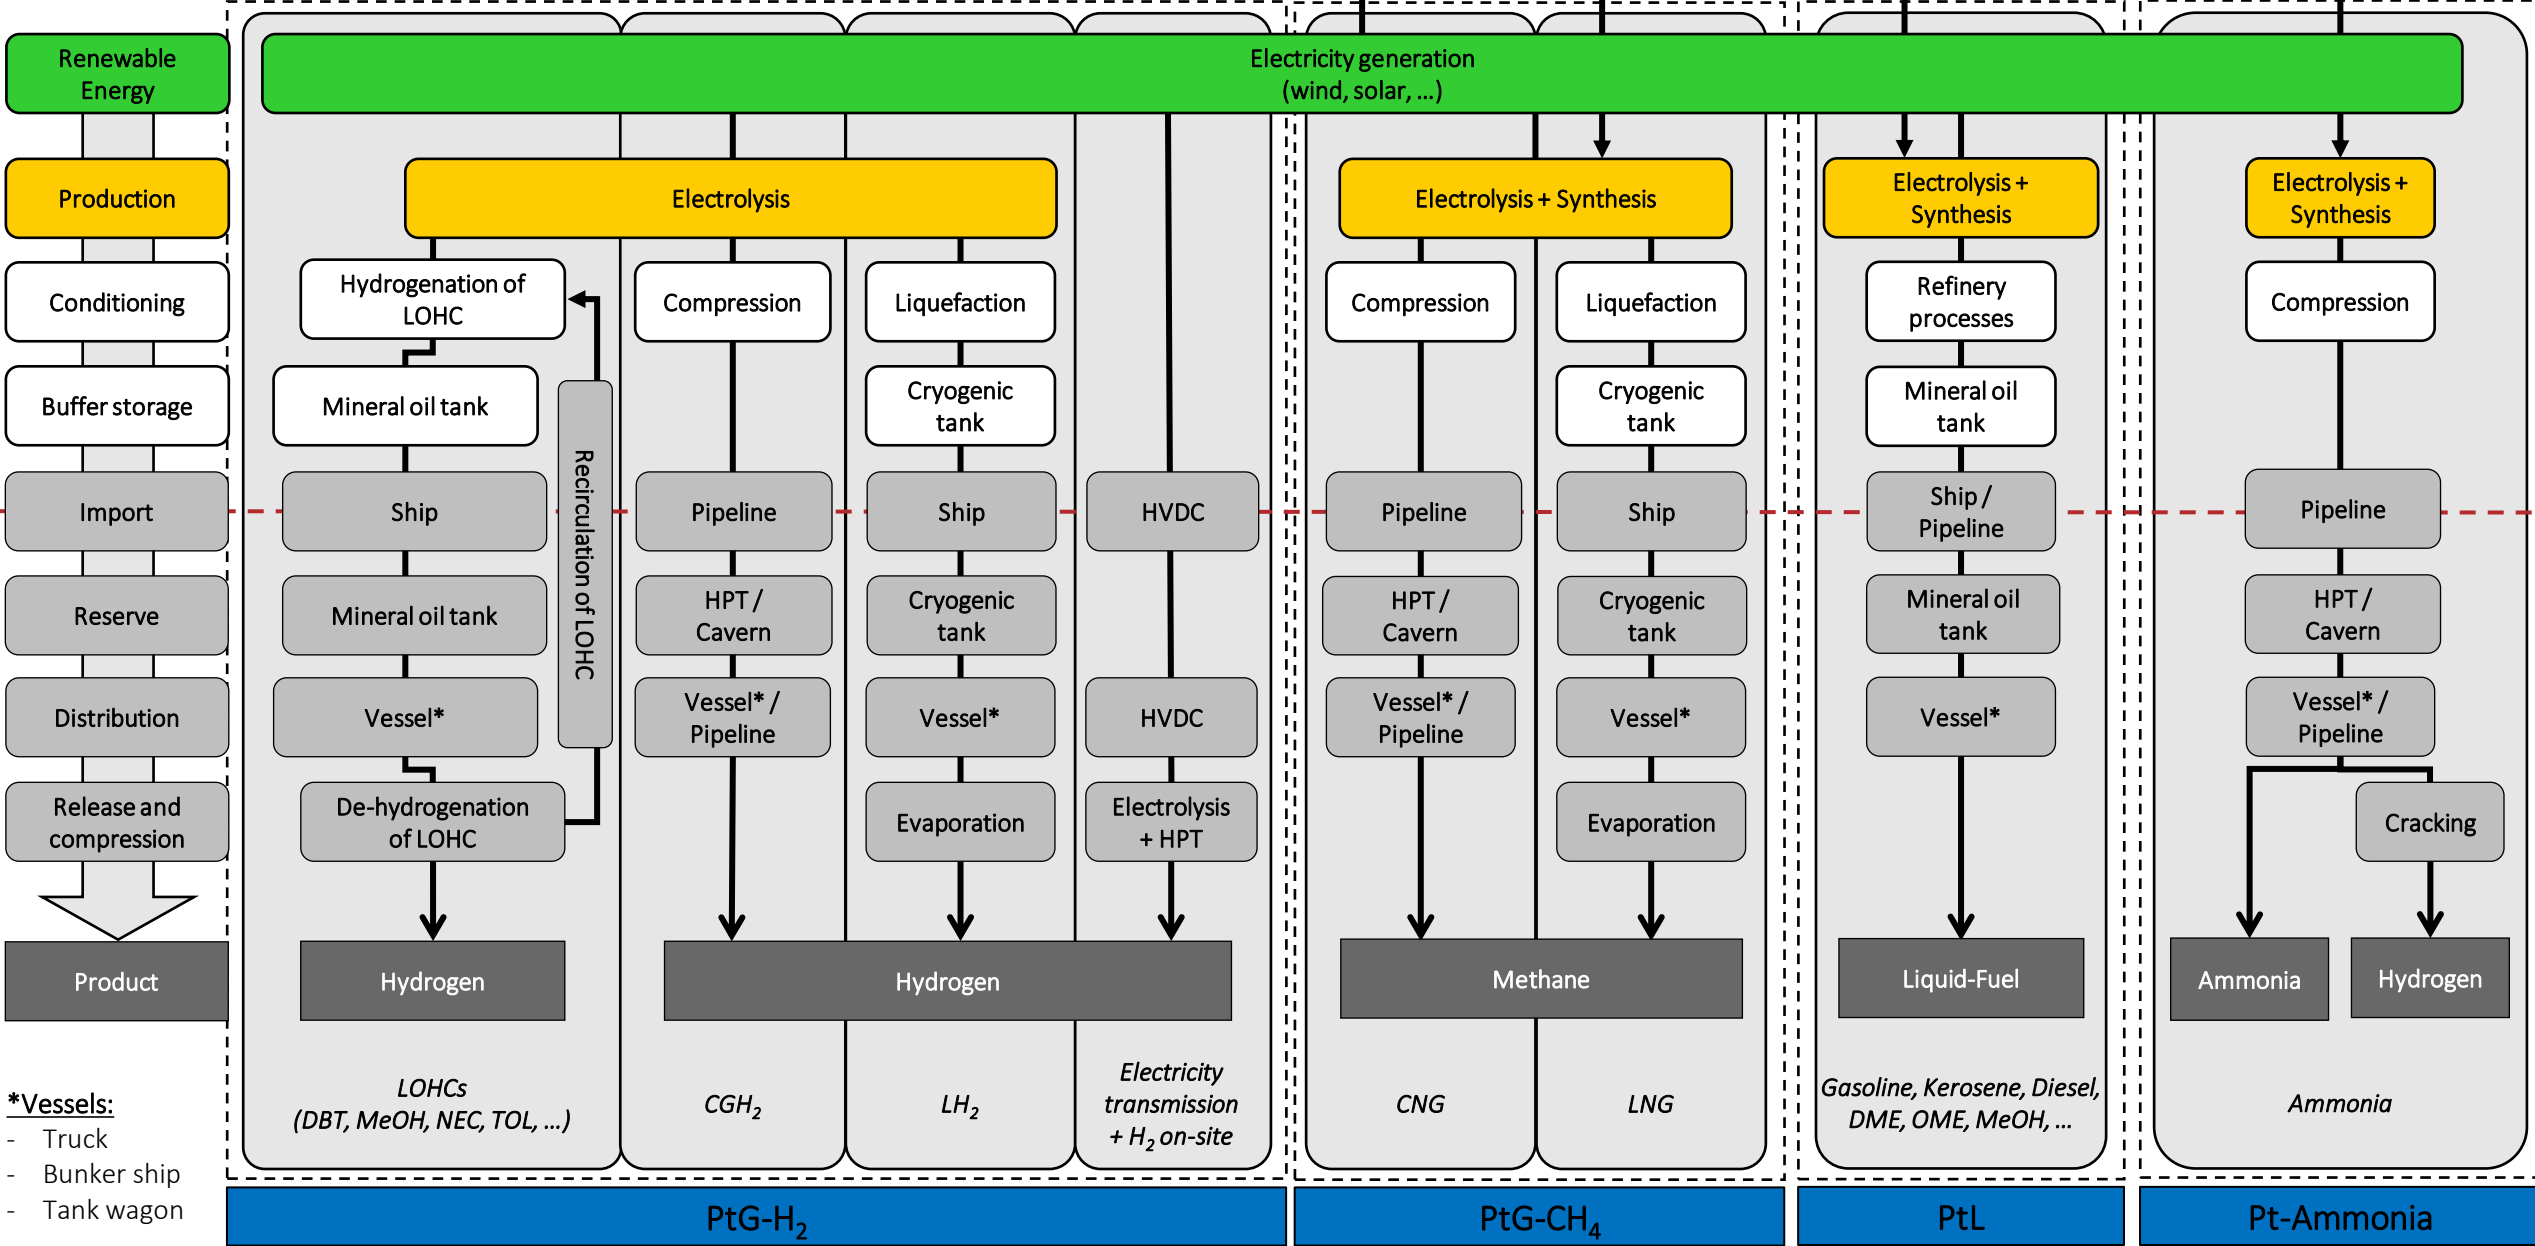 Renewable
Energy
Electricity generation
(wind, solar, ...)
Production
Electrolysis
Electrolysis + Synthesis
Electrolysis +
Synthesis
Electrolysis +
Synthesis
Conditioning
Hydrogenation of
LOHC
Compression
Liquefaction
Compression
Liquefaction
Refinery
processes
Compression
Buffer storage
Mineral oil tank
Cryogenic
tank
Cryogenic
tank
Mineral oil
tank
Recirculation of LOHC
Import
Ship
Pipeline
Ship
HVDC
Pipeline
Ship
Ship /
Pipeline
Pipeline
Reserve
Mineral oil tank
HPT /
Cavern
Cryogenic
tank
HPT /
Cavern
Cryogenic
tank
Mineral oil
tank
HPT /
Cavern
Distribution
Vessel*
Vessel* /
Pipeline
Vessel*
HVDC
Vessel* /
Pipeline
Vessel*
Vessel*
Vessel* /
Pipeline
Release and
compression
De-hydrogenation
of LOHC
Evaporation
Electrolysis
+ HPT
Evaporation
Cracking
Product
Hydrogen
Hydrogen
Methane
Liquid-Fuel
Ammonia
Hydrogen
LOHCs
(DBT, MeOH, NEC, TOL, ...)
CGH₂
LH₂
Electricity
transmission
+ H₂ on-site
CNG
LNG
Gasoline, Kerosene, Diesel,
DME, OME, MeOH, ...
Ammonia
*Vessels:
- Truck
- Bunker ship
- Tank wagon
PtG-H₂
PtG-CH₄
PtL
Pt-Ammonia